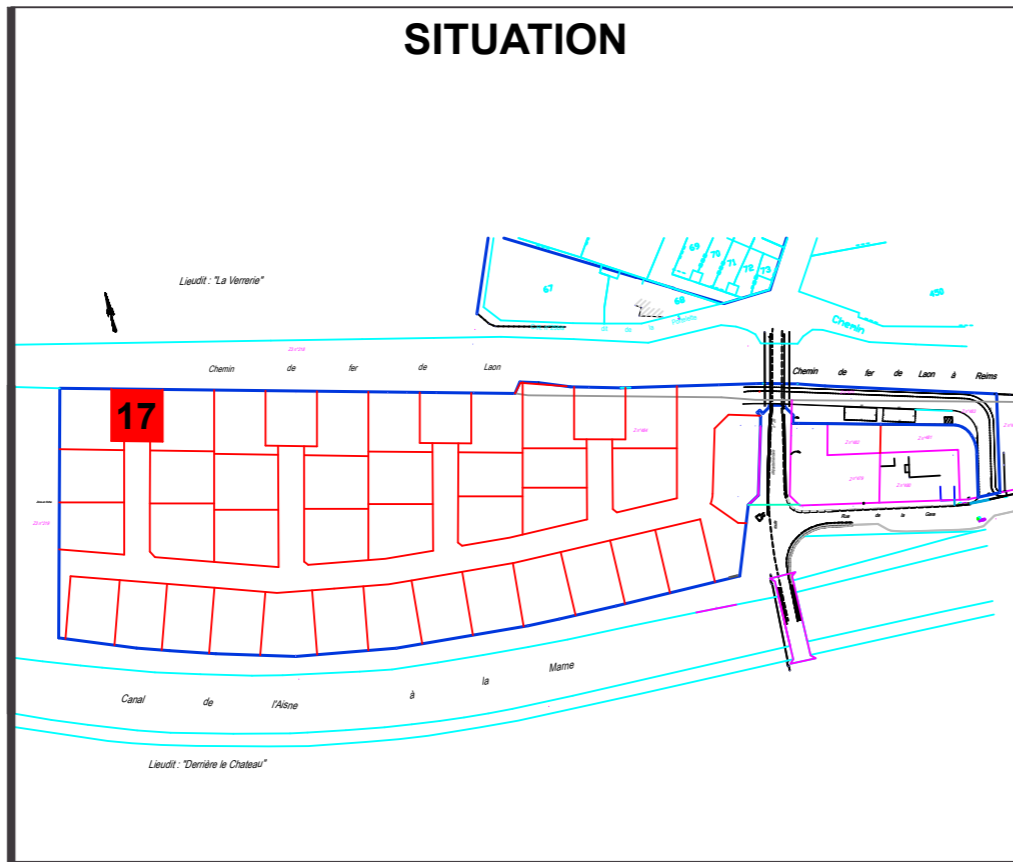 SITUATION
Lieudit : "La Verrerie"
69
70
71
72
73
67
68
450
Chemin
Chemin de fer de Laon
Chemin de fer de Laon à Reims
17
Rue de la Gare
Canal de l'Aisne à la Marne
Lieudit : "Derrière le Chateau"